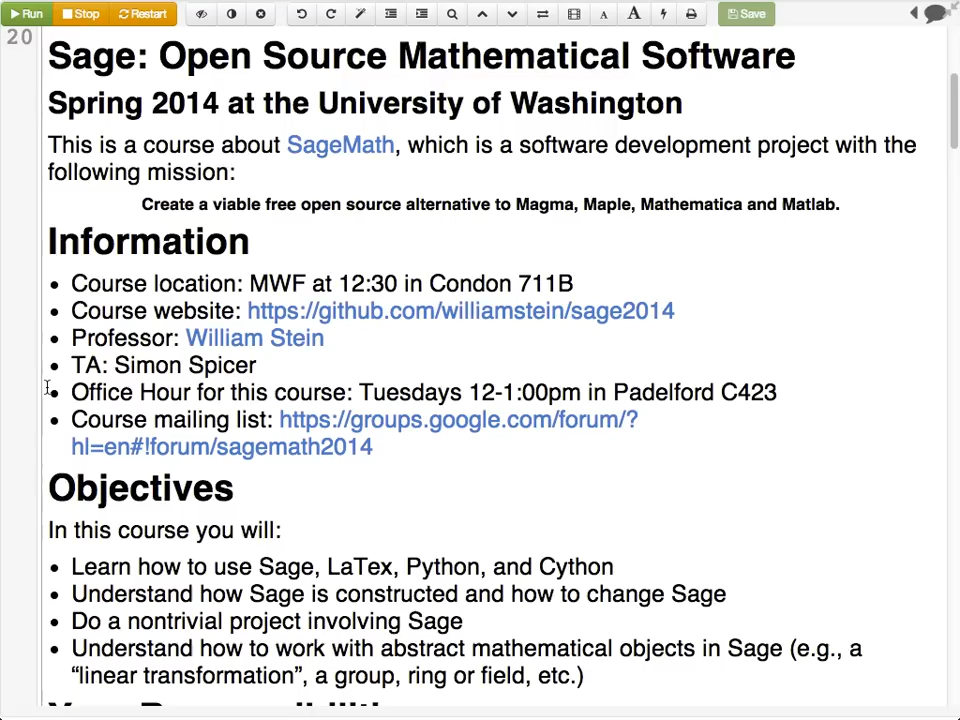 Run Stop Restart A A Save
20
Sage: Open Source Mathematical Software
Spring 2014 at the University of Washington
This is a course about SageMath, which is a software development project with the
following mission:
Create a viable free open source alternative to Magma, Maple, Mathematica and Matlab.
Information
• Course location: MWF at 12:30 in Condon 711B
• Course website: https://github.com/williamstein/sage2014
• Professor: William Stein
• TA: Simon Spicer
• Office Hour for this course: Tuesdays 12-1:00pm in Padelford C423
• Course mailing list: https://groups.google.com/forum/?
hl=en#!forum/sagemath2014
Objectives
In this course you will:
• Learn how to use Sage, LaTex, Python, and Cython
• Understand how Sage is constructed and how to change Sage
• Do a nontrivial project involving Sage
• Understand how to work with abstract mathematical objects in Sage (e.g., a
“linear transformation”, a group, ring or field, etc.)